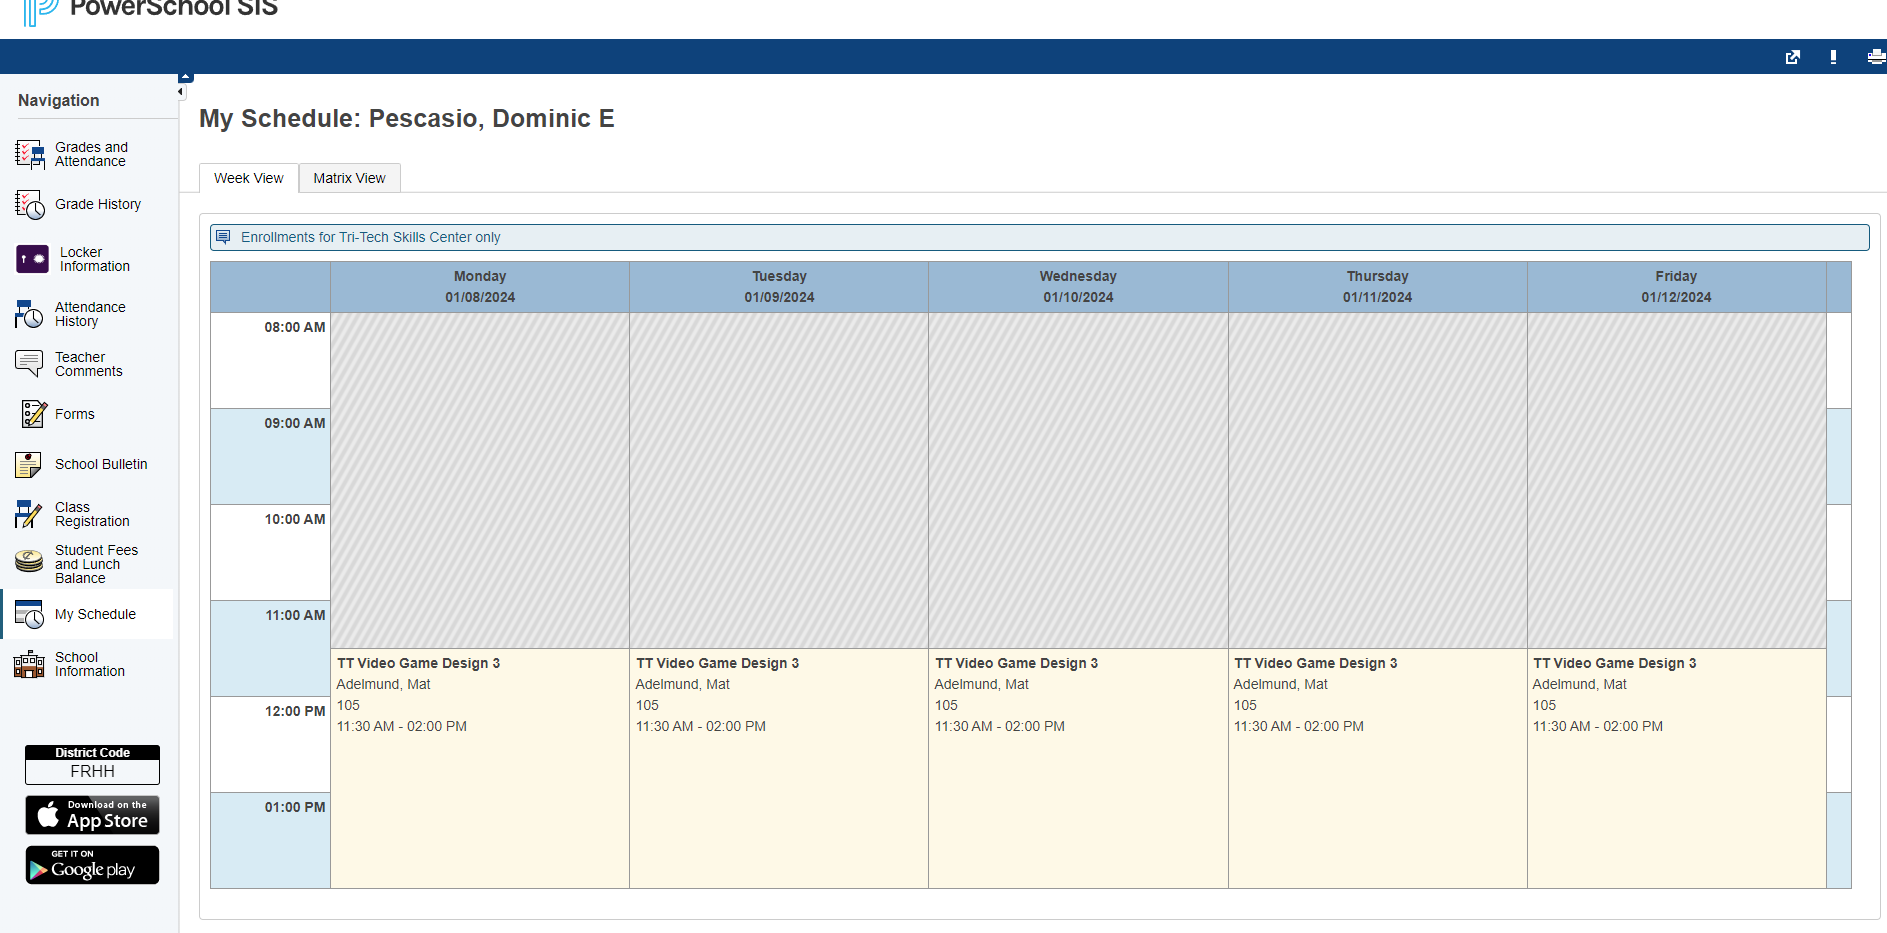 PowerSchool SIS
Navigation
Grades and
Attendance
Grade History
Locker
Information
Attendance
History
Teacher
Comments
Forms
School Bulletin
Class
Registration
Student Fees
and Lunch
Balance
My Schedule
School
Information
District Code
FRHH
Download on the
App Store
GET IT ON
Google play
My Schedule: Pescasio, Dominic E
Week View Matrix View
Enrollments for Tri-Tech Skills Center only
Monday Tuesday Wednesday Thursday Friday
01/08/2024 01/09/2024 01/10/2024 01/11/2024 01/12/2024
08:00 AM
09:00 AM
10:00 AM
11:00 AM
TT Video Game Design 3 TT Video Game Design 3 TT Video Game Design 3 TT Video Game Design 3 TT Video Game Design 3
Adelmund, Mat Adelmund, Mat Adelmund, Mat Adelmund, Mat Adelmund, Mat
12:00 PM 105 105 105 105 105
11:30 AM - 02:00 PM 11:30 AM - 02:00 PM 11:30 AM - 02:00 PM 11:30 AM - 02:00 PM 11:30 AM - 02:00 PM
01:00 PM